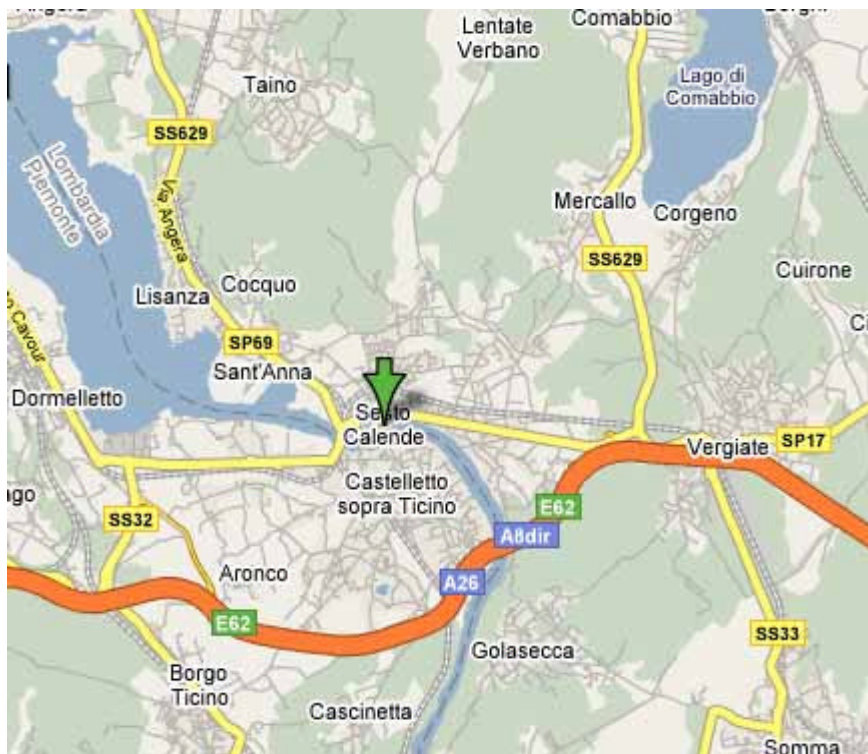 Angera
Lentate
Verbano
Comabbio
Taino
Lago di
Comabbio
SS629
Lombardia
Piemonte
Via Angera
Mercallo
Corgeno
SS629
Cuirone
Cocquo
Lisanza
SP69
Sant'Anna
Cavour
Dormelletto
Sesto
Calende
Vergiate
SP17
Castelletto
sopra Ticino
E62
SS32
A8dir
Aronco
A26
E62
SS33
Golasecca
Borgo
Ticino
Cascinetta
Somma